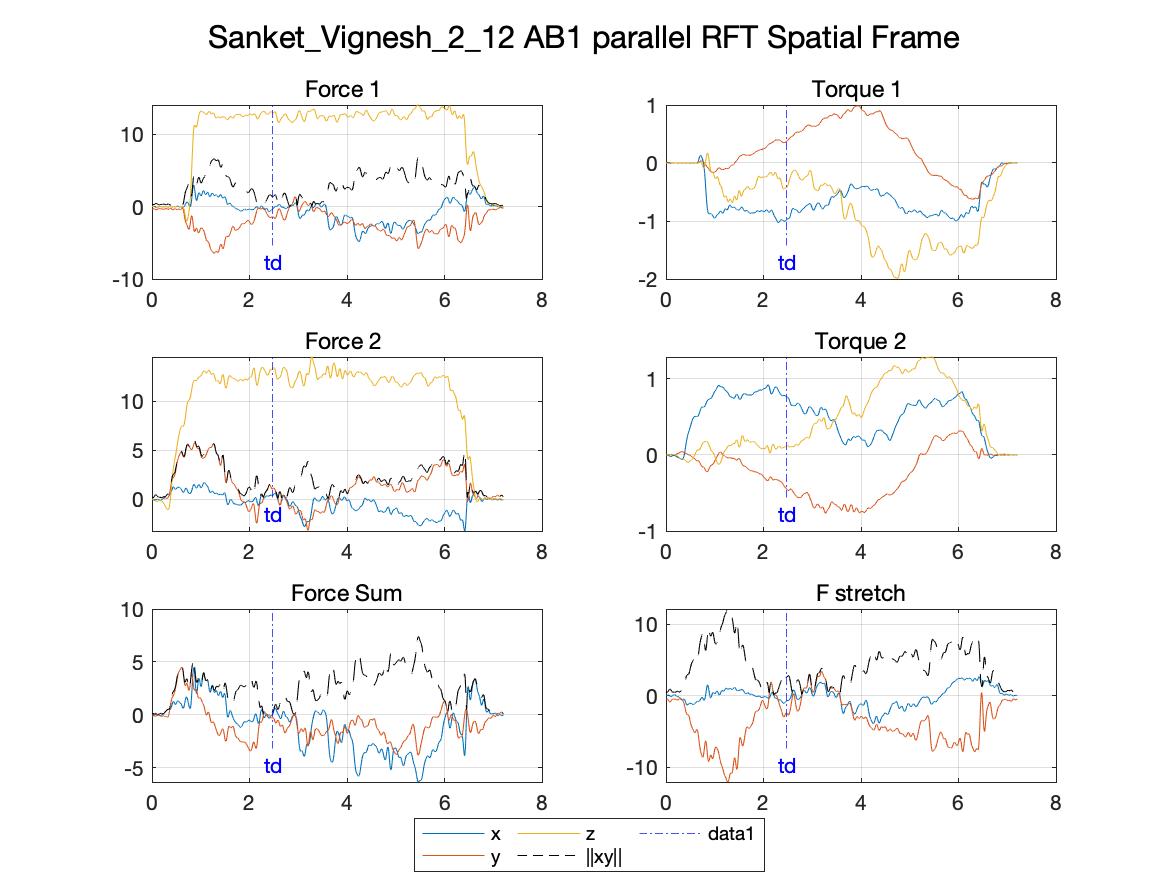 Sanket_Vignesh_2_12 AB1 parallel RFT Spatial Frame
Force 1
10
0
-10
td
0 2 4 6 8
Torque 1
1
0
-1
-2
td
0 2 4 6 8
Force 2
10
5
0
td
0 2 4 6 8
Torque 2
1
0
-1
td
0 2 4 6 8
Force Sum
10
5
0
-5
td
0 2 4 6 8
F stretch
10
0
-10
td
0 2 4 6 8
x z data1
y ||xy||